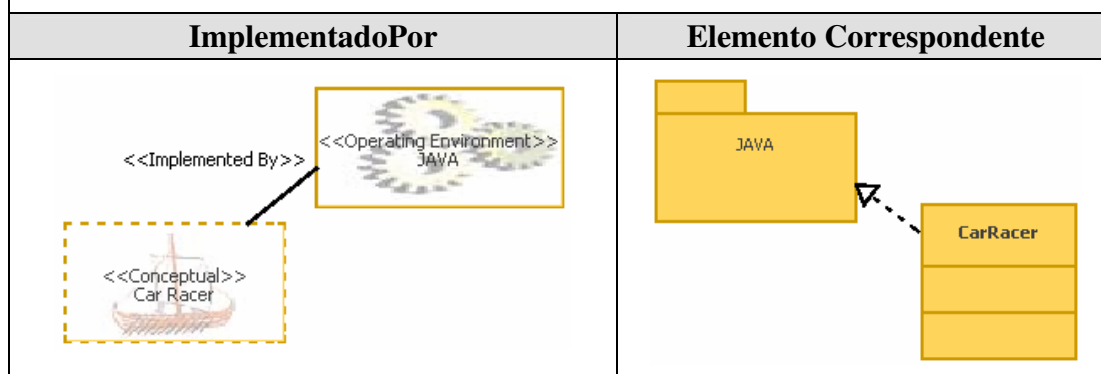 ImplementadoPor
Elemento Correspondente
<<Implemented By>>
<<Operating Environment>>
JAVA
<<Conceptual>>
Car Racer
JAVA
CarRacer